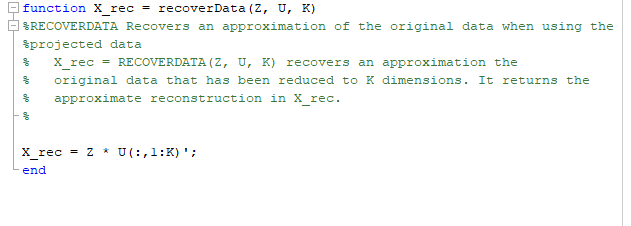 function X_rec = recoverData(Z, U, K)
%RECOVERDATA Recovers an approximation of the original data when using the
%projected data
%   X_rec = RECOVERDATA(Z, U, K) recovers an approximation the
%   original data that has been reduced to K dimensions. It returns the
%   approximate reconstruction in X_rec.
%
X_rec = Z * U(:,1:K)';
end